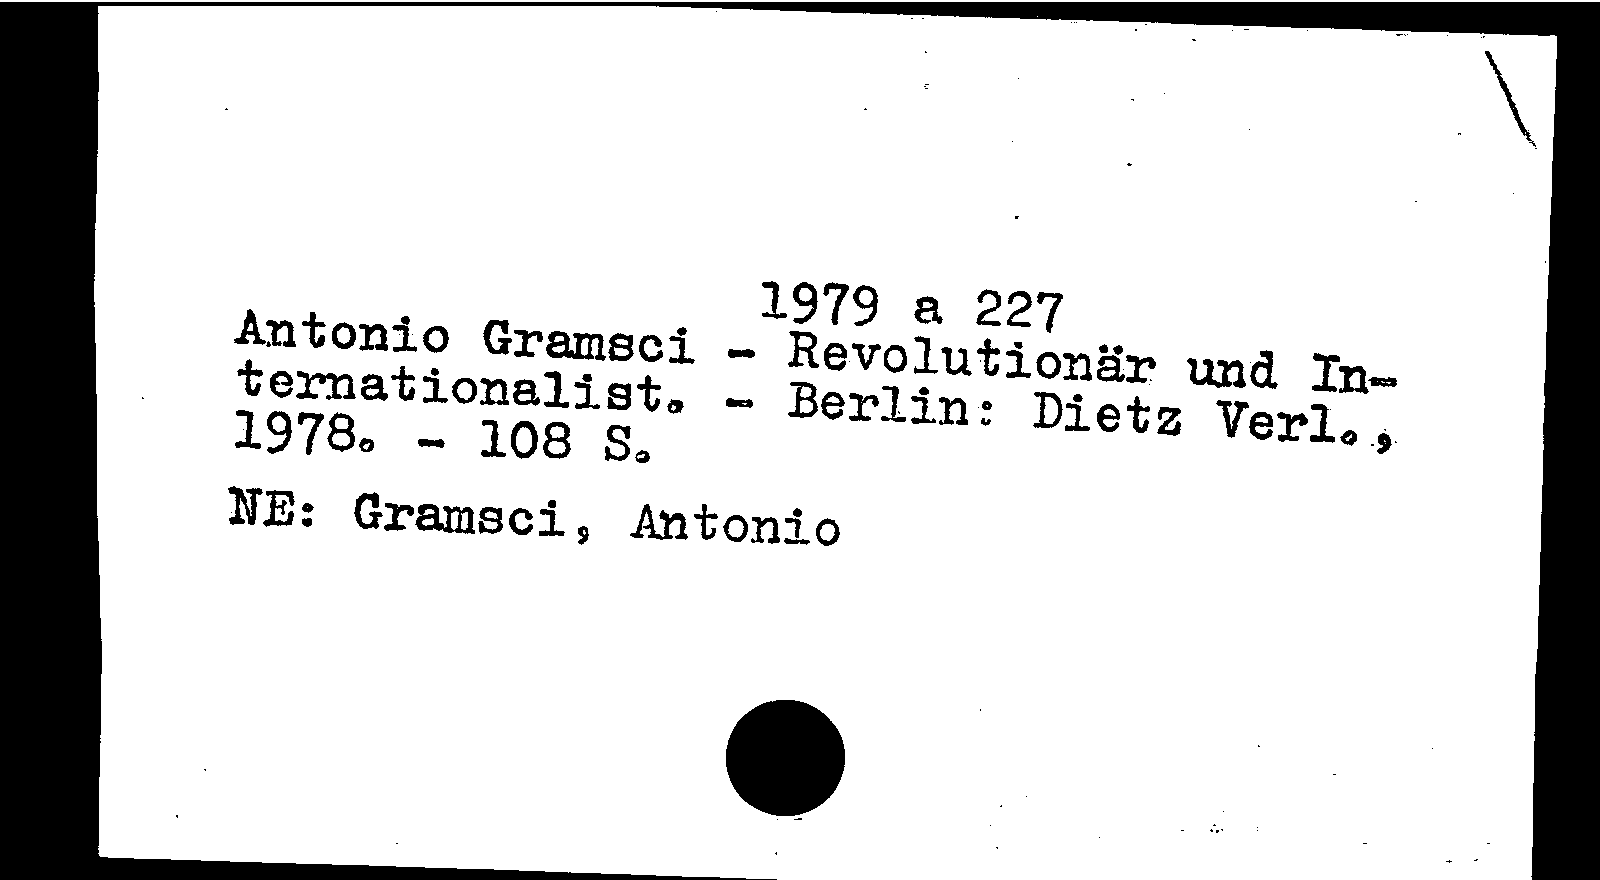 1979 a 227
Antonio Gramsci - Revolutionär und In-
ternationalist. - Berlin: Dietz Verl.,
1978. - 108 S.
NE: Gramsci, Antonio